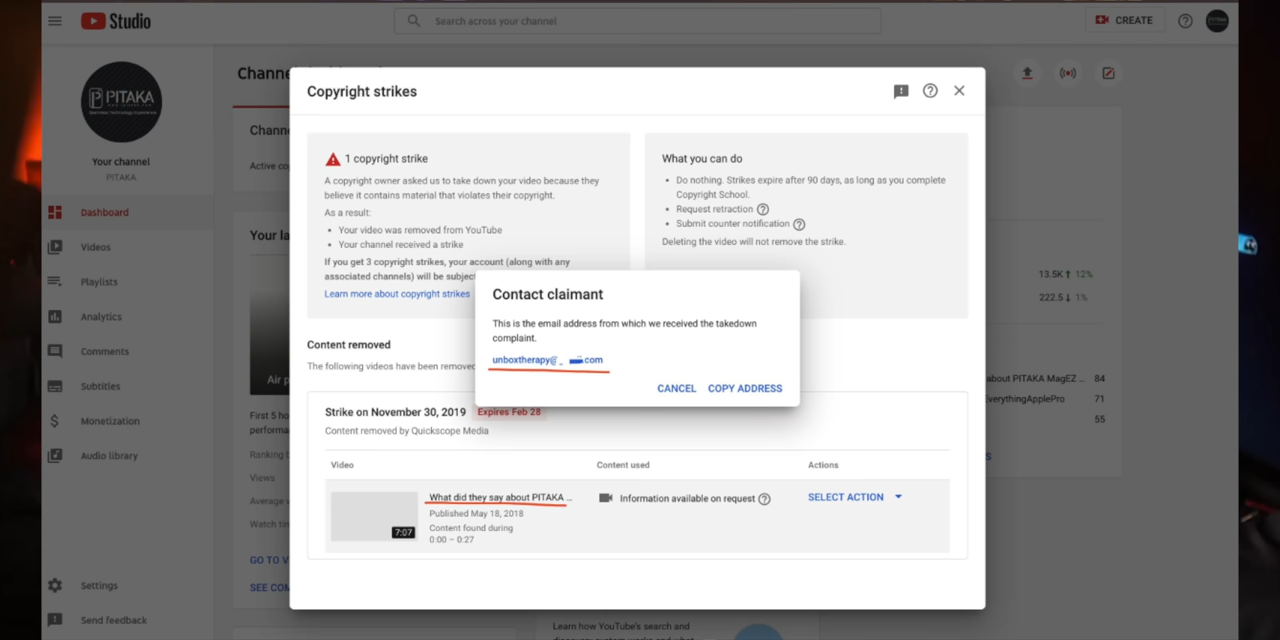 Studio
Search across your channel
CREATE
PITAKA
Your channel
PITAKA
Dashboard
Videos
Playlists
Analytics
Comments
Subtitles
Monetization
Audio library
Settings
Send feedback
Copyright strikes
1 copyright strike
A copyright owner asked us to take down your video because they
believe it contains material that violates their copyright.
As a result:
• Your video was removed from YouTube
• Your channel received a strike
If you get 3 copyright strikes, your account (along with any
associated channels) will be
Learn more about copyright strikes
What you can do
• Do nothing. Strikes expire after 90 days, as long as you complete
Copyright School.
• Request retraction
• Submit counter notification
Deleting the video will not remove the strike.
Contact claimant
This is the email address from which we received the takedown
complaint.
unboxtherapy@ .com
CANCEL
COPY ADDRESS
Content removed
The following videos have been removed
Strike on November 30, 2019
Expires Feb 28
Content removed by Quickscope Media
Video
Content used
Actions
7:07
What did they say about PITAKA ...
Published May 18, 2018
Content found during
0:00 – 0:27
Information available on request
SELECT ACTION
Your la
Air p
First 5 ho
performa
Views
Average
Watch tim
GO TO V
SEE COM
13.5K 12%
222.5 1%
about PITAKA MagEZ ... 84
EverythingApplePro 71
55
Learn how YouTube's search and